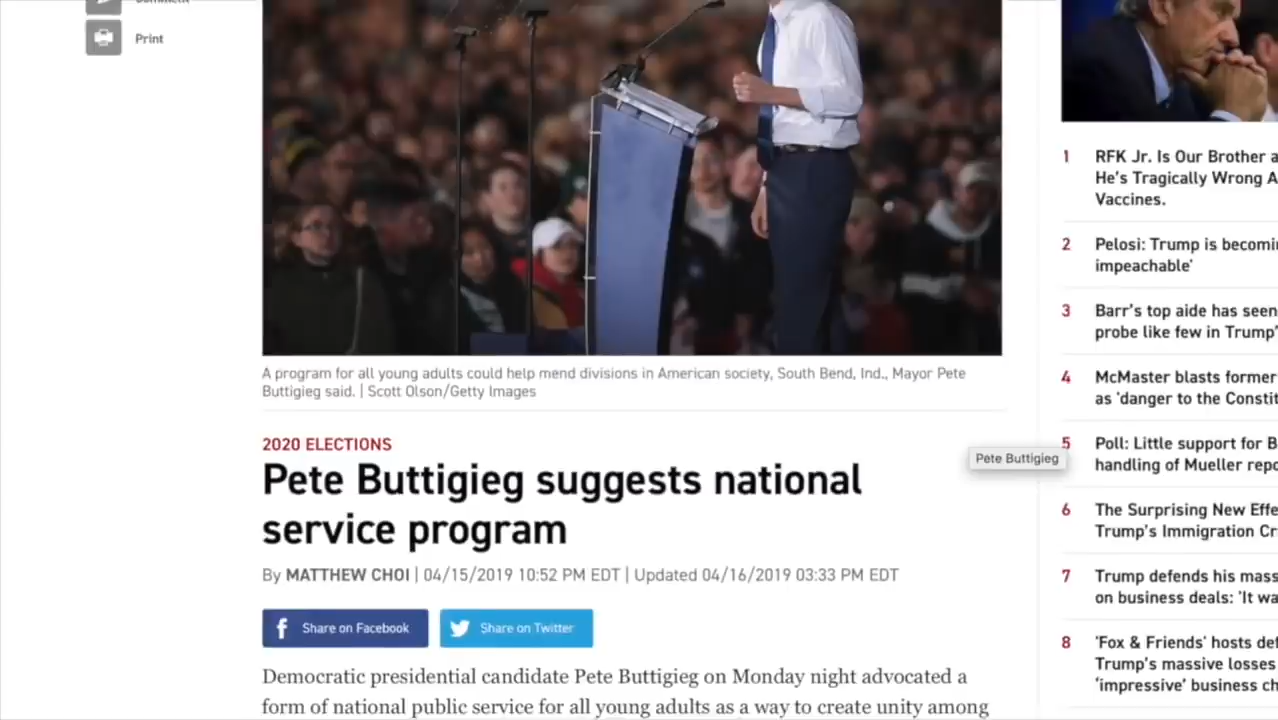 Print
A program for all young adults could help mend divisions in American society, South Bend, Ind., Mayor Pete
Buttigieg said. | Scott Olson/Getty Images
2020 ELECTIONS
Pete Buttigieg suggests national
service program
By MATTHEW CHOI | 04/15/2019 10:52 PM EDT | Updated 04/16/2019 03:33 PM EDT
Share on Facebook
Share on Twitter
Democratic presidential candidate Pete Buttigieg on Monday night advocated a
form of national public service for all young adults as a way to create unity among
Pete Buttigieg
1 RFK Jr. Is Our Brother a
He's Tragically Wrong A
Vaccines.
2 Pelosi: Trump is becomi
impeachable'
3 Barr's top aide has seen
probe like few in Trump'
4 McMaster blasts former
as 'danger to the Constit
5 Poll: Little support for B
handling of Mueller repo
6 The Surprising New Effe
Trump's Immigration Cr
7 Trump defends his mass
on business deals: 'It wa
8 'Fox & Friends' hosts def
Trump's massive losses
'impressive' business ch